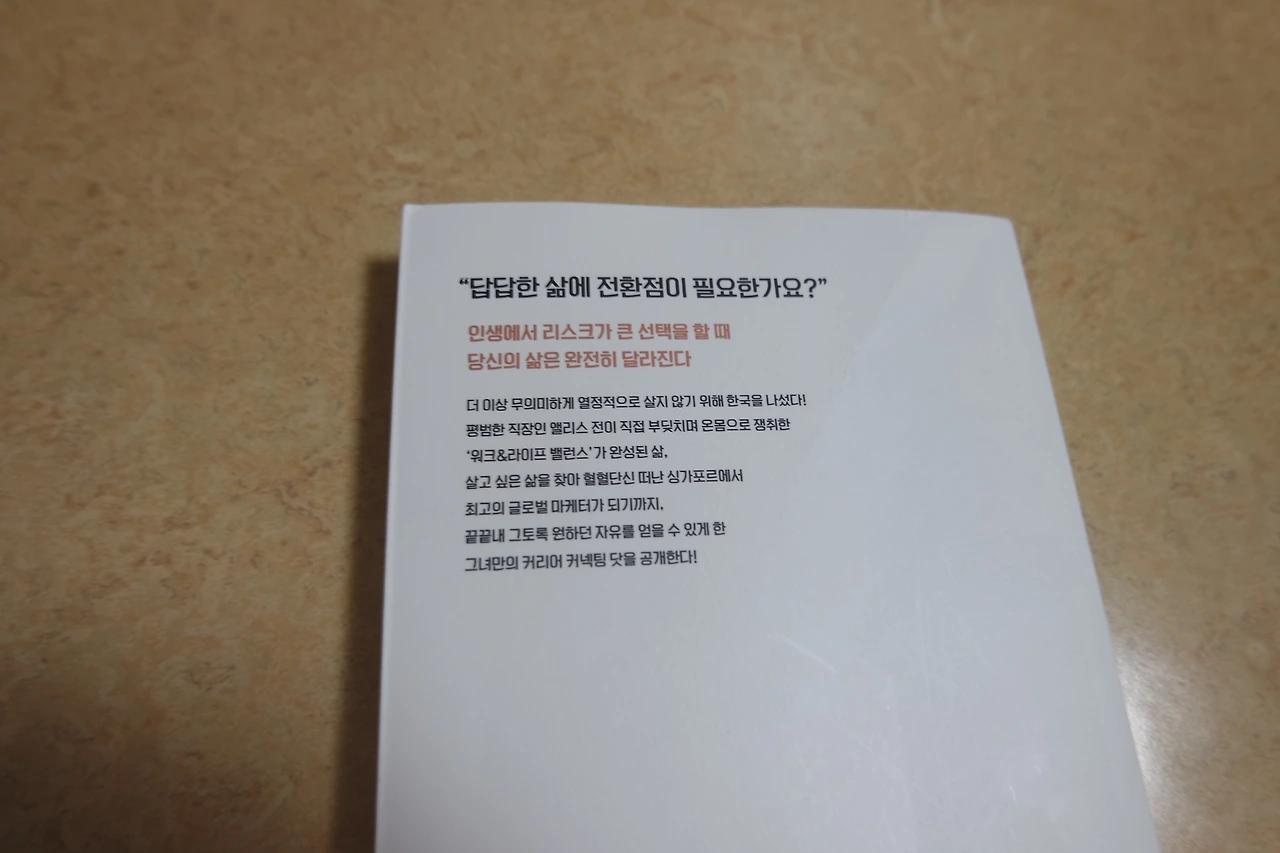 “답답한 삶에 전환점이 필요한가요?”
인생에서 리스크가 큰 선택을 할 때
당신의 삶은 완전히 달라진다
더 이상 무의미하게 열정적으로 살지 않기 위해 한국을 나섰다!
평범한 직장인 앨리스 전이 직접 부딪치며 온몸으로 쟁취한
‘워크&라이프 밸런스’가 완성된 삶,
살고 싶은 삶을 찾아 혈혈단신 떠난 싱가포르에서
최고의 글로벌 마케터가 되기까지,
끝끝내 그토록 원하던 자유를 얻을 수 있게 한
그녀만의 커리어 커넥팅 닷을 공개한다!